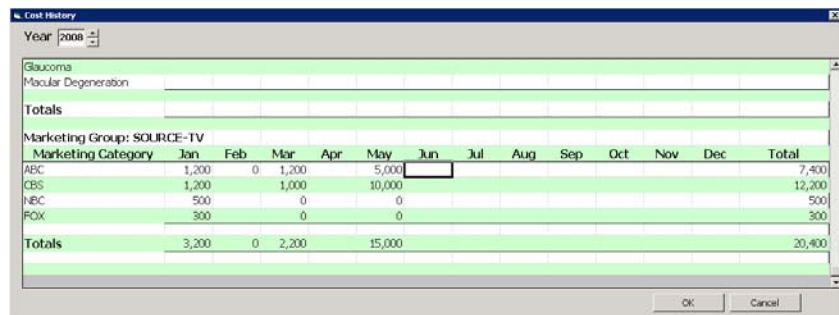 Cost History
Year 2008
Glaucoma
Macular Degeneration
Totals
Marketing Group: SOURCE-TV
Marketing Category Jan Feb Mar Apr May Jun Jul Aug Sep Oct Nov Dec Total
ABC 1,200 0 1,200 5,000 7,400
CBS 1,200 1,000 10,000 12,200
NBC 500 0 0 500
FOX 300 0 0 300
Totals 3,200 0 2,200 15,000 20,400
OK Cancel